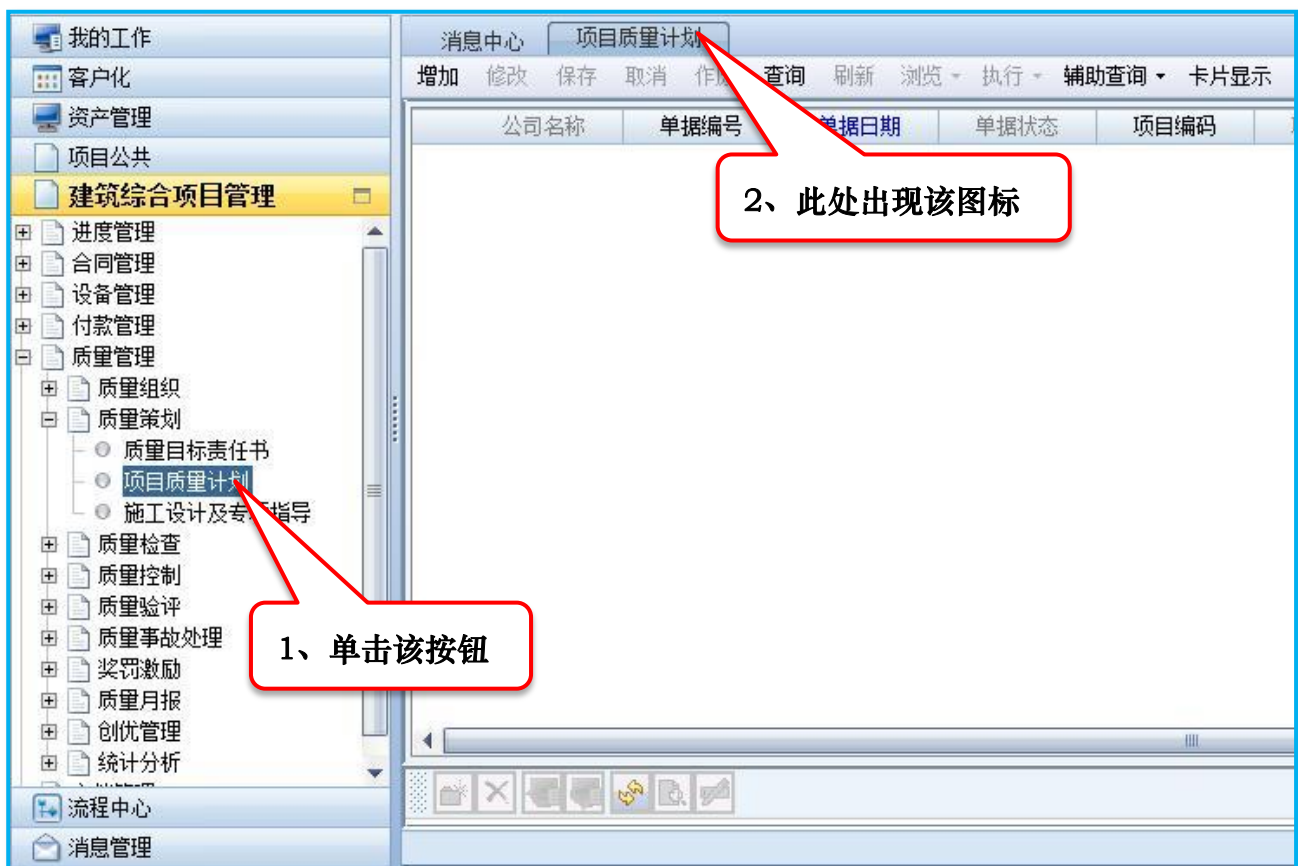 我的工作
客户化
资产管理
项目公共
建筑综合项目管理
进度管理
合同管理
设备管理
付款管理
质量管理
质量组织
质量策划
质量目标责任书
项目质量计划
施工设计及专项指导
质量检查
质量控制
质量验评
质量事故处理
奖罚激励
质量月报
创优管理
统计分析
流程中心
消息管理
消息中心 项目质量计划
增加 修改 保存 取消 查询 刷新 浏览 执行 辅助查询 卡片显示
公司名称 单据编号 单据日期 单据状态 项目编码
2、此处出现该图标
1、单击该按钮